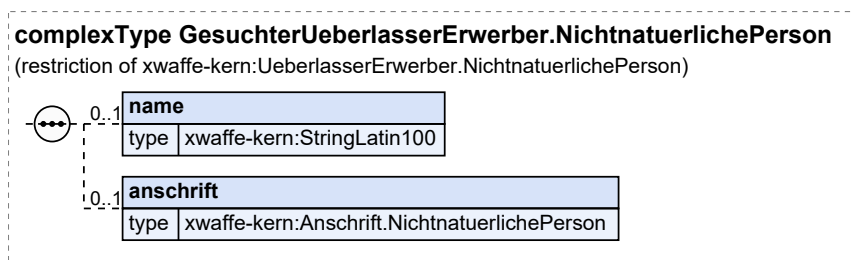 complexType GesuchterUeberlasserErwerber.NichtnatuerlichePerson
(restriction of xwaffe-kern:UeberlasserErwerber.NichtnatuerlichePerson)
0..1 name
type xwaffe-kern:StringLatin100
0..1 anschrift
type xwaffe-kern:Anschrift.NichtnatuerlichePerson